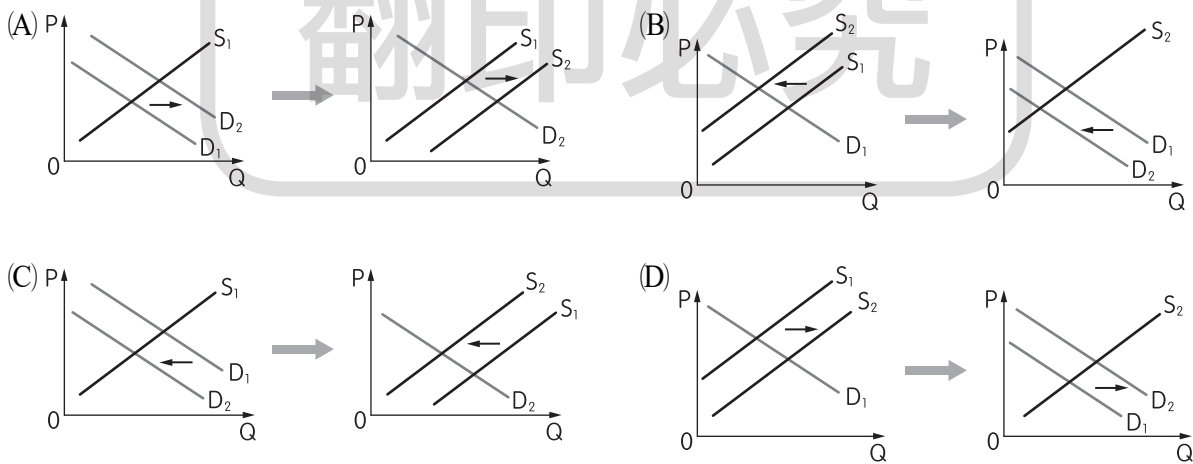 翻印必究
(A) P S₁ D₂ D₁ 0 Q
P S₁ S₂ D₂ 0 Q
(B) P S₂ S₁ D₁ 0 Q
P S₂ D₁ D₂ 0 Q
(C) P S₁ D₁ D₂ 0 Q
P S₂ S₁ D₂ 0 Q
(D) P S₁ S₂ D₁ 0 Q
P S₂ D₂ D₁ 0 Q